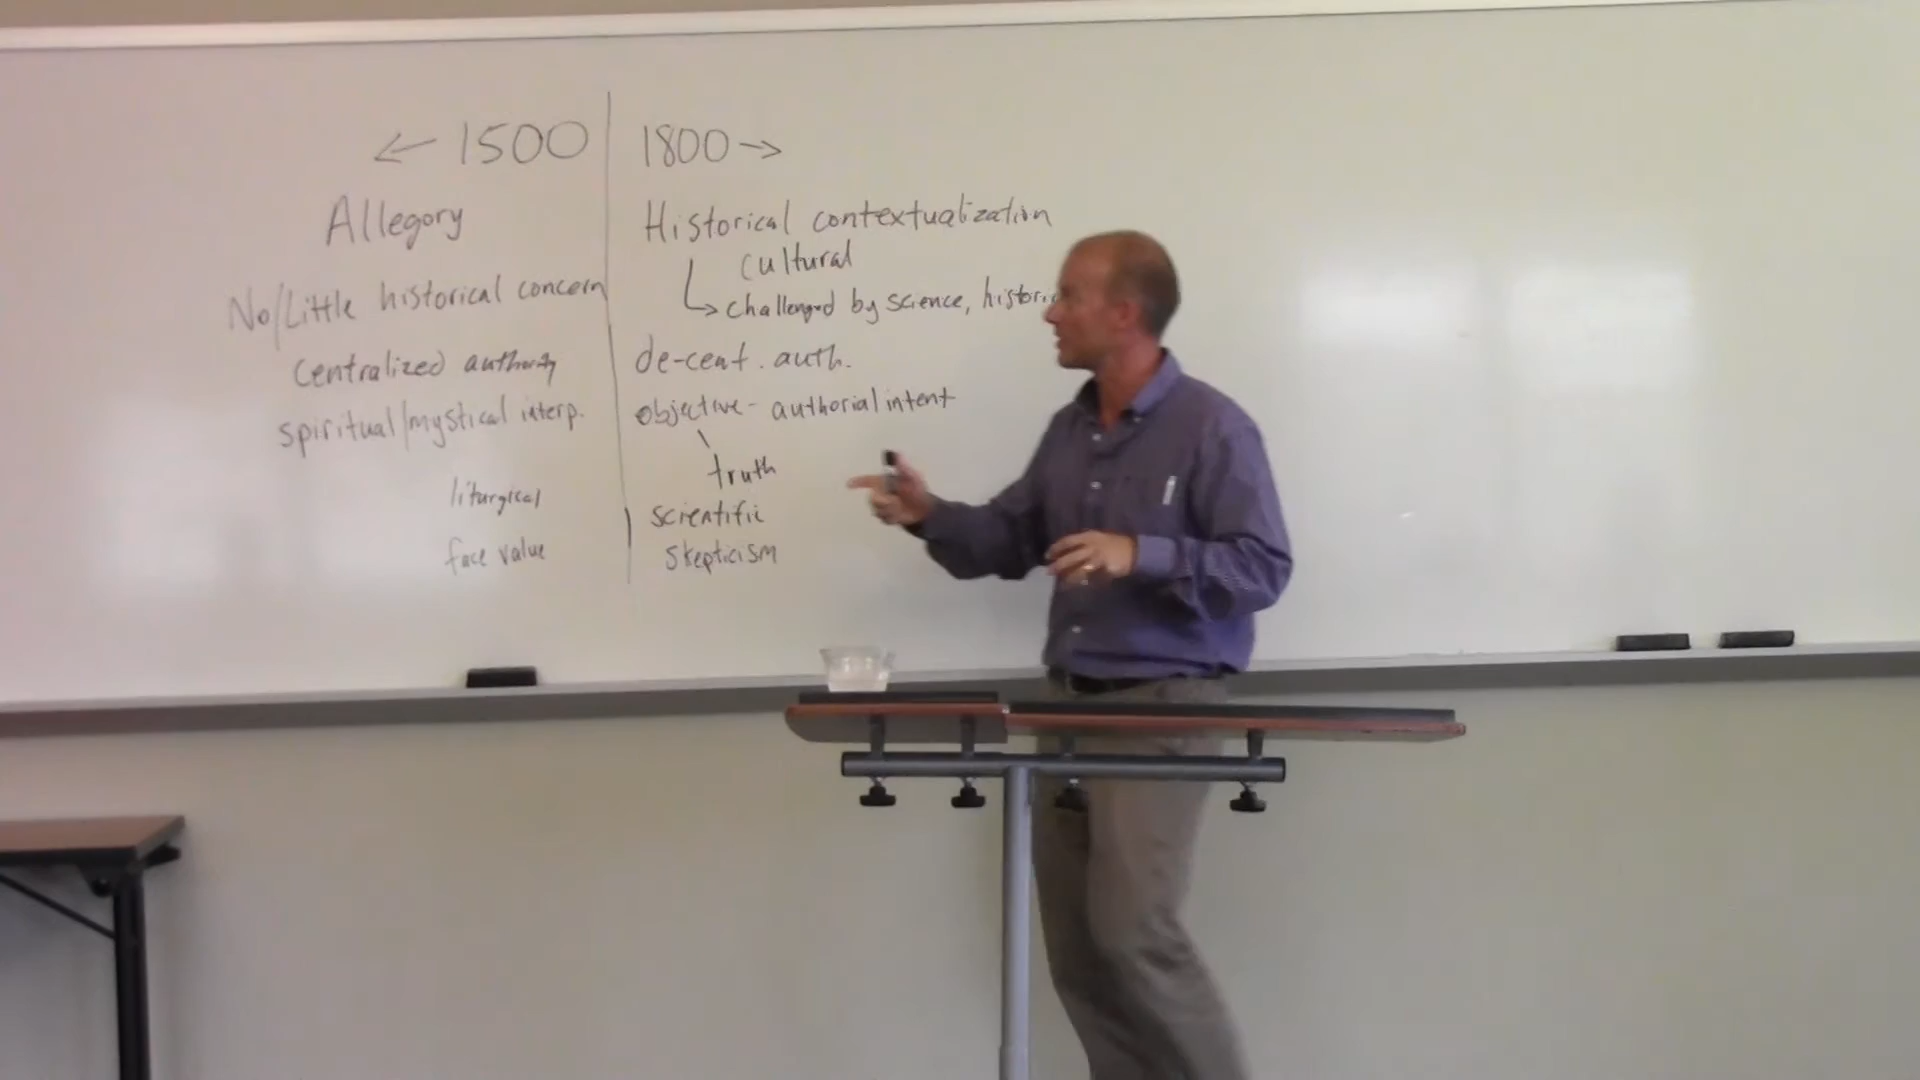 ← 1500
Allegory
No/Little historical concern
centralized authority
spiritual/mystical interp.
liturgical
face value
1800 →
Historical contextualization
cultural
↳ challenged by science,
de-cent. auth.
objective - authorial intent
\ truth
scientific
skepticism